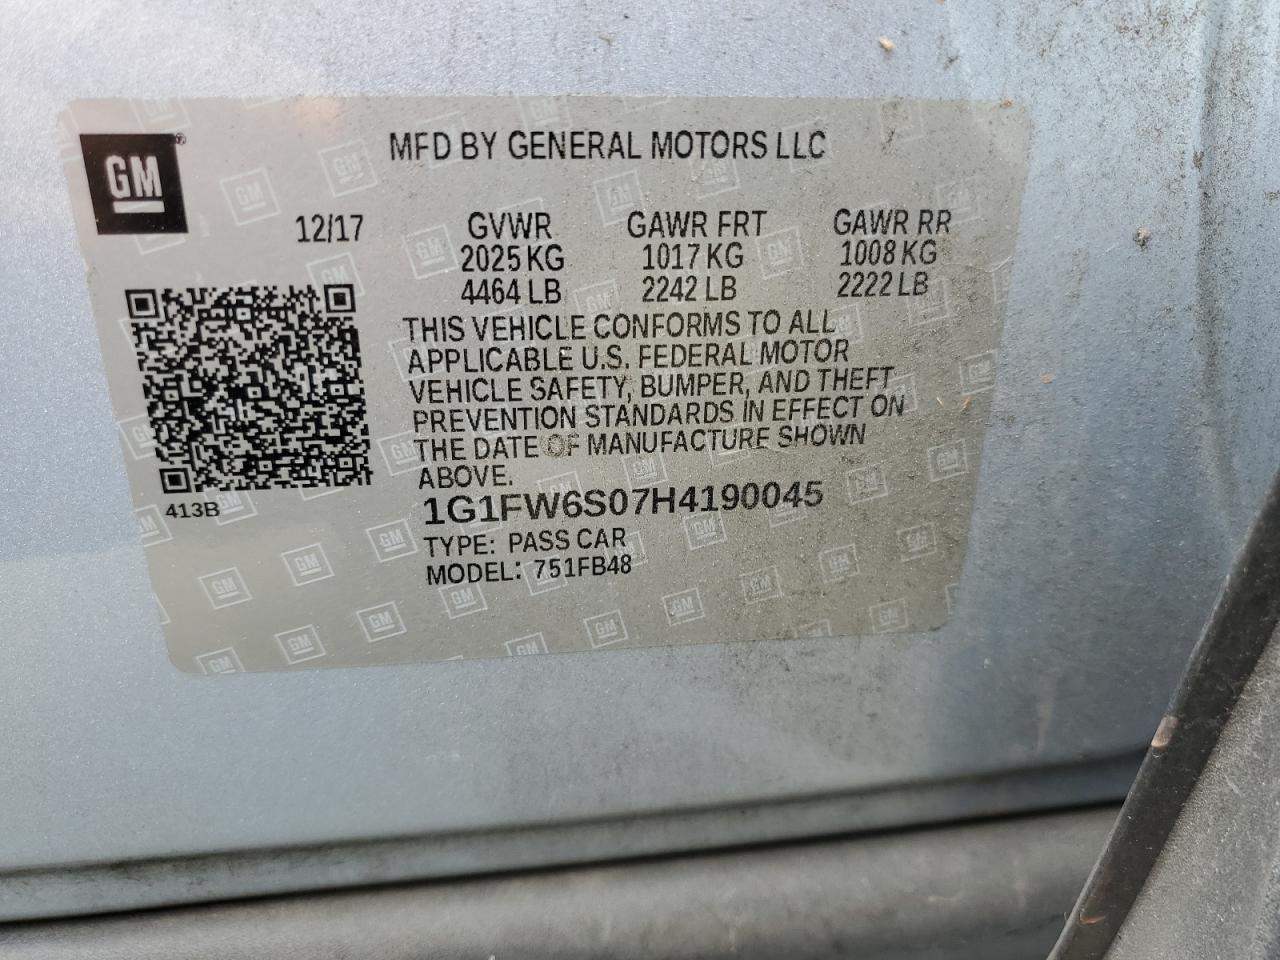 GM ®
MFD BY GENERAL MOTORS LLC
12/17 GVWR GAWR FRT GAWR RR
2025 KG 1017 KG 1008 KG
4464 LB 2242 LB 2222 LB
THIS VEHICLE CONFORMS TO ALL
APPLICABLE U.S. FEDERAL MOTOR
VEHICLE SAFETY, BUMPER, AND THEFT
PREVENTION STANDARDS IN EFFECT ON
THE DATE OF MANUFACTURE SHOWN
ABOVE.
413B
1G1FW6S07H4190045
TYPE: PASS CAR
MODEL: 751FB48